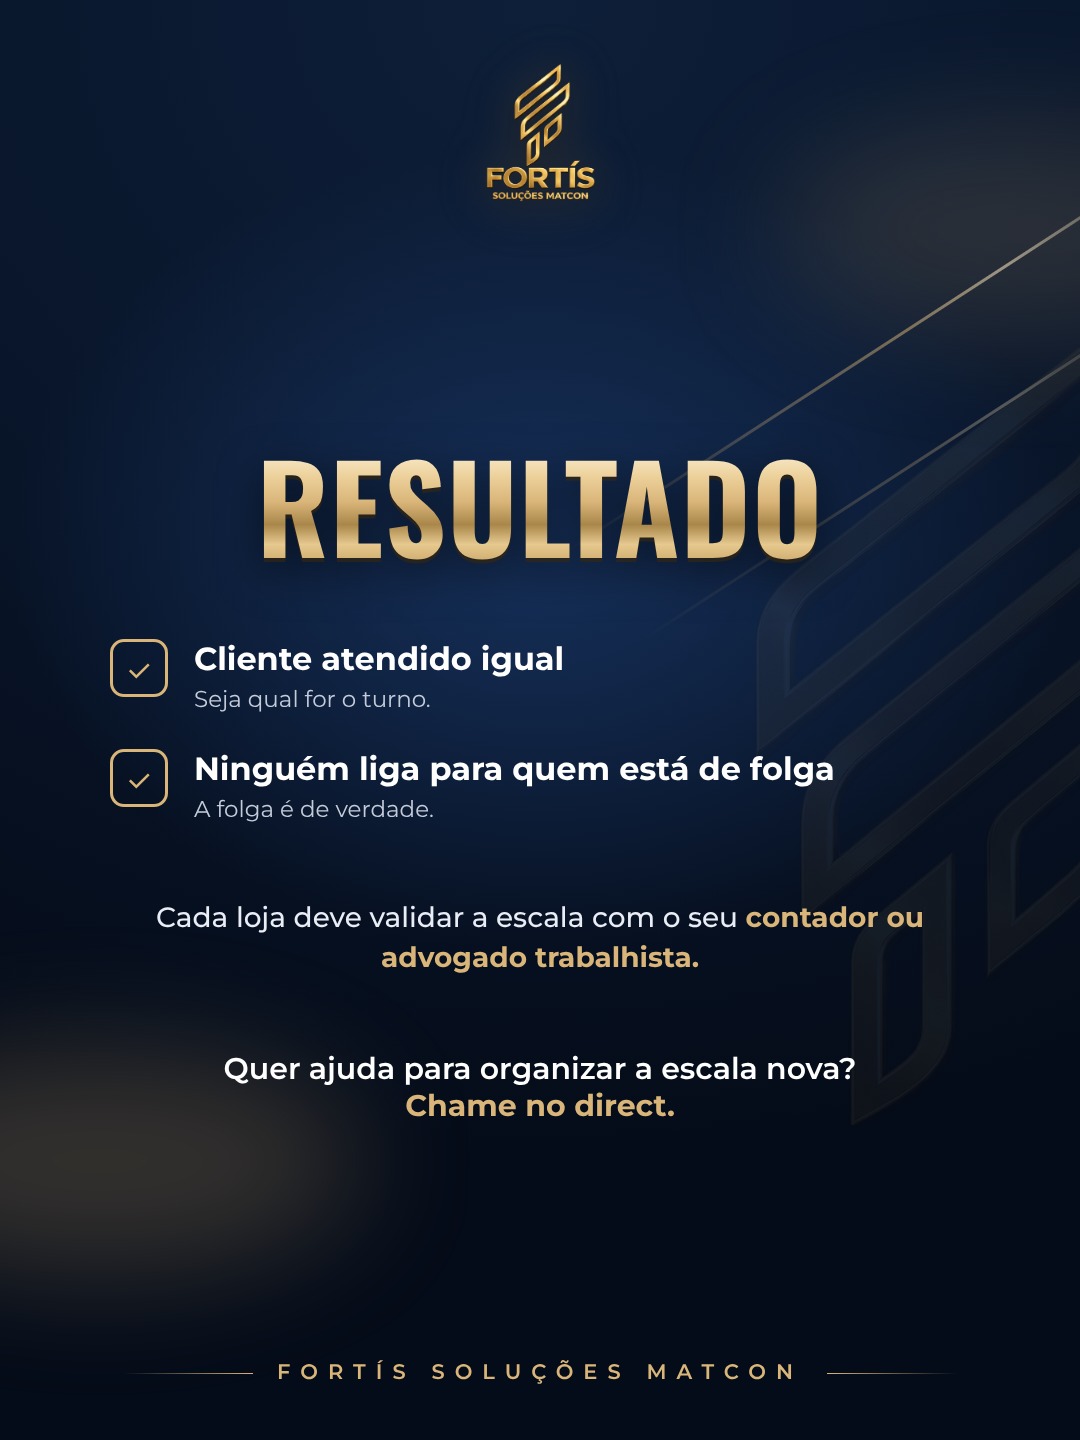 FORTÍS
SOLUÇÕES MATCON
RESULTADO
Cliente atendido igual
Seja qual for o turno.
Ninguém liga para quem está de folga
A folga é de verdade.
Cada loja deve validar a escala com o seu contador ou
advogado trabalhista.
Quer ajuda para organizar a escala nova?
Chame no direct.
FORTÍS SOLUÇÕES MATCON